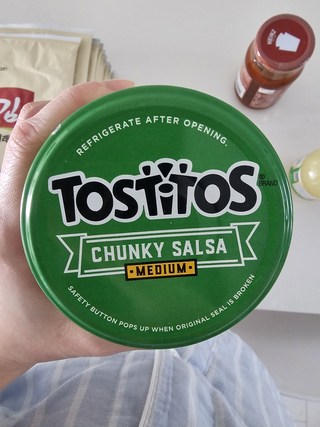 REFRIGERATE AFTER OPENING.
TOSTITOS
BRAND
CHUNKY SALSA
•MEDIUM•
SAFETY BUTTON POPS UP WHEN ORIGINAL SEAL IS BROKEN